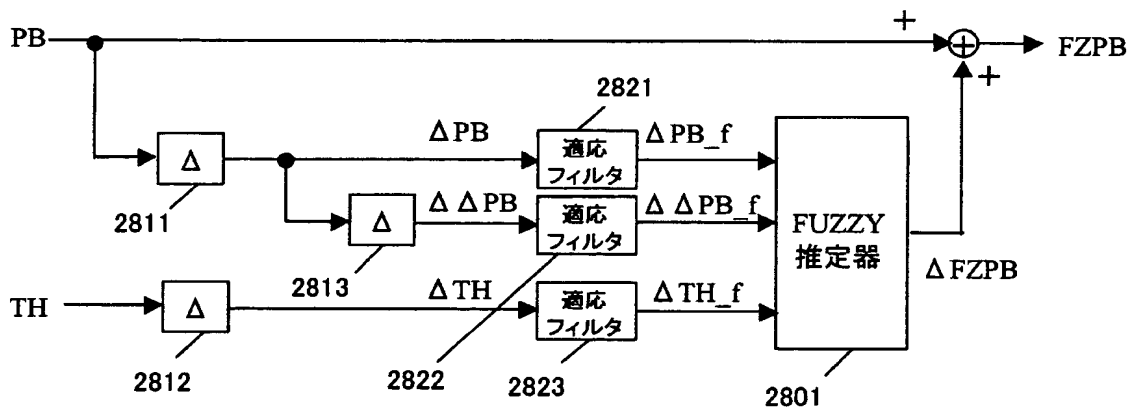 PB
+
+
FZPB
+
2821
Δ
ΔPB
適応
フィルタ
ΔPB_f
2811
Δ
ΔΔPB
適応
フィルタ
ΔΔPB_f
FUZZY
推定器
ΔFZPB
2813
TH
Δ
ΔTH
適応
フィルタ
ΔTH_f
2812
2822
2823
2801